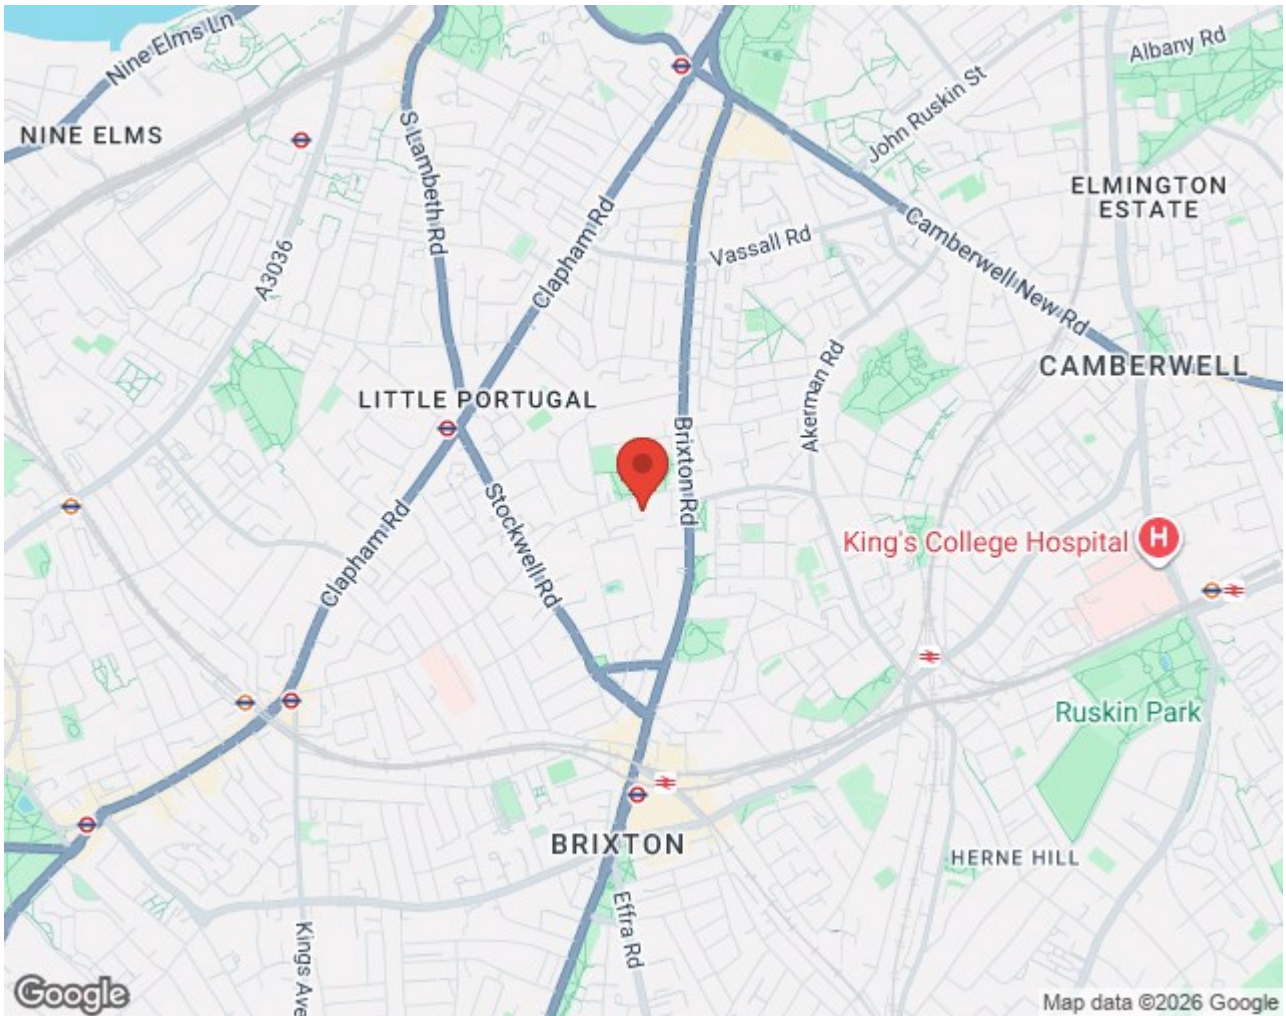 Nine Elms Ln
Albany Rd
John Ruskin St
NINE ELMS
S Lambeth Rd
ELMINGTON
ESTATE
Clapham Rd
Vassall Rd
Camberwell New Rd
A3036
Akerman Rd
CAMBERWELL
LITTLE PORTUGAL
Brixton Rd
Stockwell Rd
Clapham Rd
King's College Hospital
H
Ruskin Park
BRIXTON
HERNE HILL
Effra Rd
Kings Ave
Google
Map data ©2026 Google